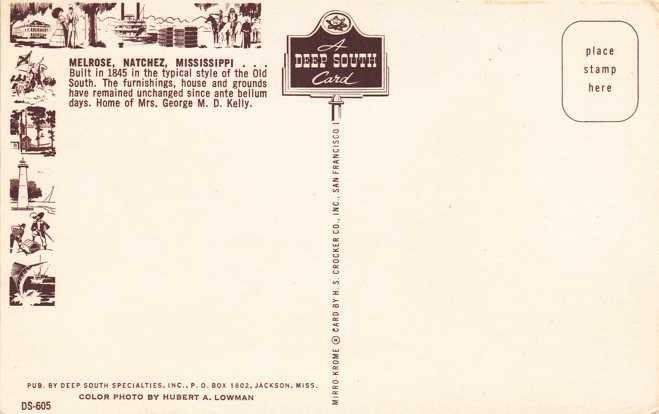 MELROSE, NATCHEZ, MISSISSIPPI . . .
Built in 1845 in the typical style of the Old
South. The furnishings, house and grounds
have remained unchanged since ante bellum
days. Home of Mrs. George M. D. Kelly.
A
DEEP SOUTH
Card
place
stamp
here
MIRRO-KROME ® CARD BY H. S. CROCKER CO., INC., SAN FRANCISCO 1
PUB. BY DEEP SOUTH SPECIALTIES, INC., P. O. BOX 1802, JACKSON, MISS.
COLOR PHOTO BY HUBERT A. LOWMAN
DS-605